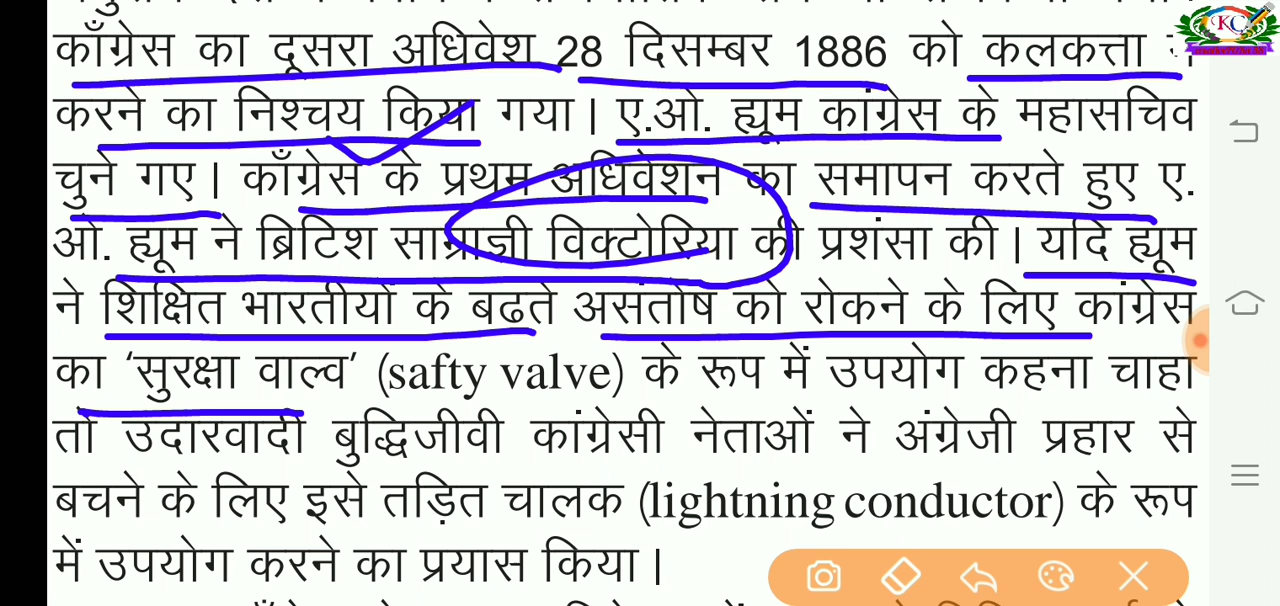 काँग्रेस का दूसरा अधिवेश 28 दिसम्बर 1886 को कलकत्ता
करने का निश्चय किया गया। ए.ओ. ह्यूम कांग्रेस के महासचिव
चुने गए। काँग्रेस के प्रथम अधिवेशन का समापन करते हुए ए.
ओ. ह्यूम ने ब्रिटिश साम्राज्ञी विक्टोरिया की प्रशंसा की। यदि ह्यूम
ने शिक्षित भारतीयों के बढते असंतोष को रोकने के लिए कांग्रेस
का ‘सुरक्षा वाल्व’ (safty valve) के रूप में उपयोग कहना चाहा
तो उदारवादी बुद्धिजीवी कांग्रेसी नेताओं ने अंग्रेजी प्रहार से
बचने के लिए इसे तड़ित चालक (lightning conductor) के रूप
में उपयोग करने का प्रयास किया।
KC